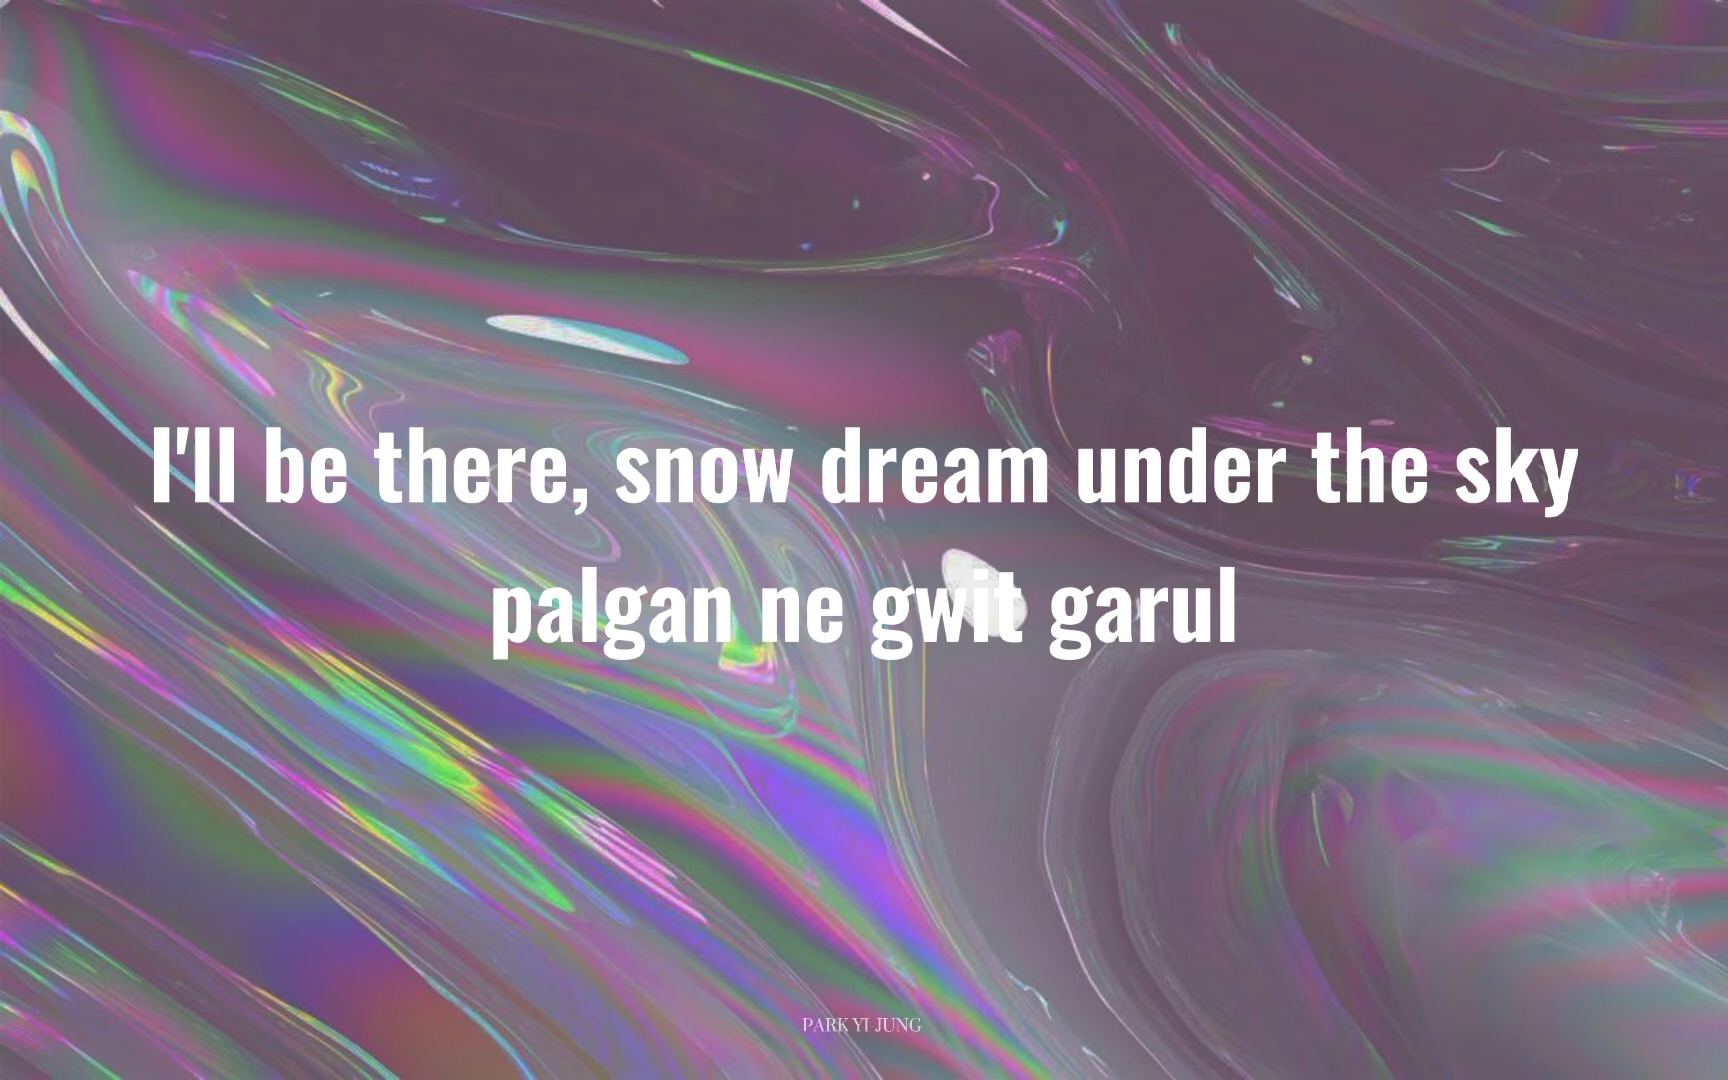 I'll be there, snow dream under the sky
palgan ne gwit garul
PARK YI JUNG